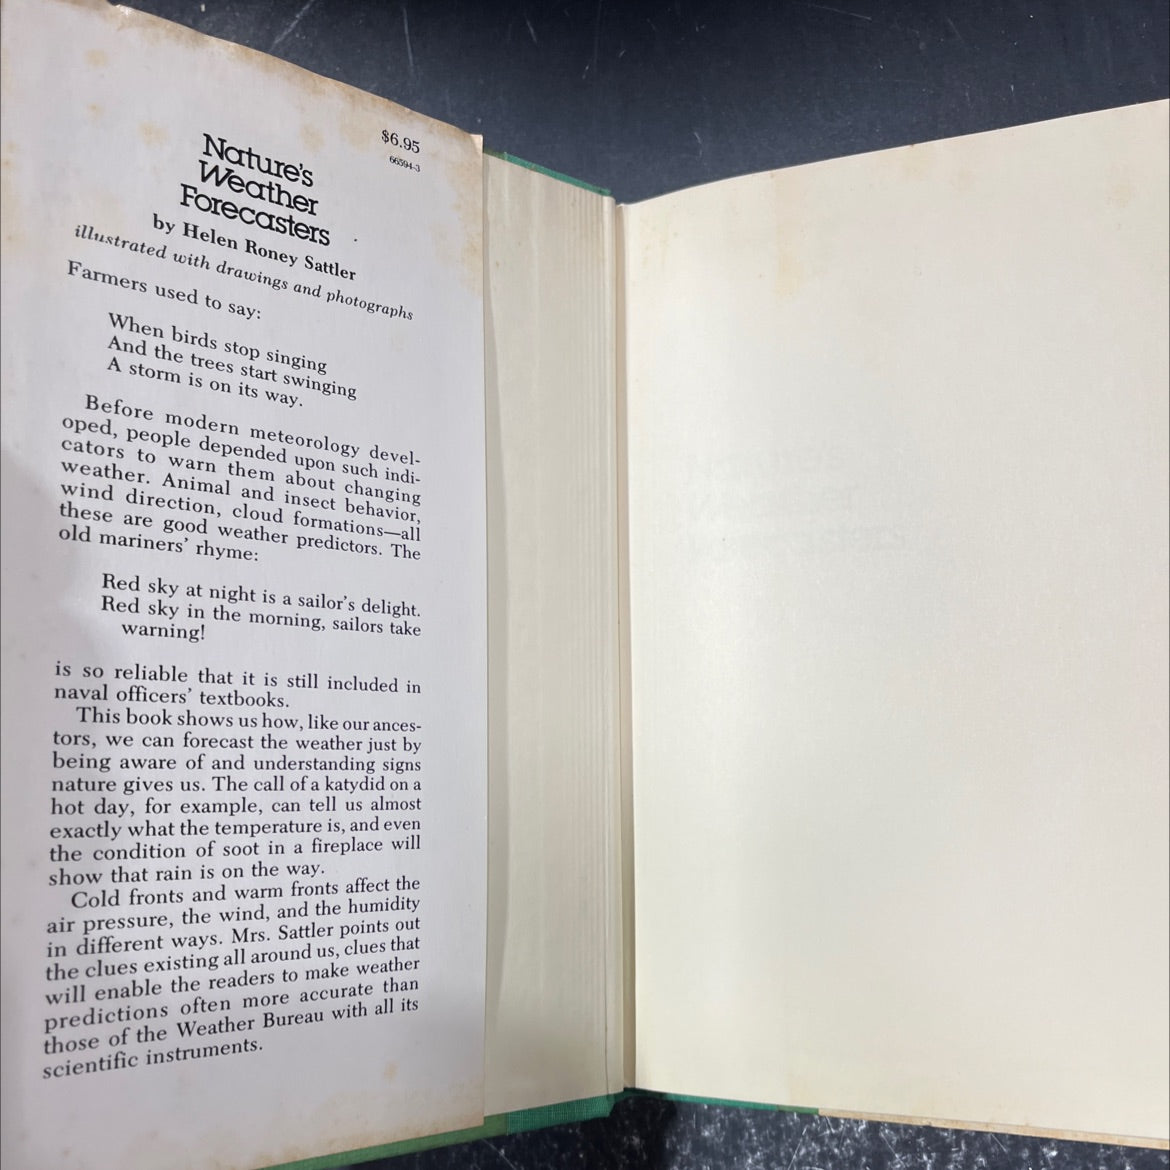 $6.95
66594-3
Nature's
Weather
Forecasters
by Helen Roney Sattler
illustrated with drawings and photographs
Farmers used to say:
When birds stop singing
And the trees start swinging
A storm is on its way.
Before modern meteorology devel-
oped, people depended upon such indi-
cators to warn them about changing
weather. Animal and insect behavior,
wind direction, cloud formations—all
these are good weather predictors. The
old mariners' rhyme:
Red sky at night is a sailor's delight.
Red sky in the morning, sailors take
warning!
is so reliable that it is still included in
naval officers' textbooks.
This book shows us how, like our ances-
tors, we can forecast the weather just by
being aware of and understanding signs
nature gives us. The call of a katydid on a
hot day, for example, can tell us almost
exactly what the temperature is, and even
the condition of soot in a fireplace will
show that rain is on the way.
Cold fronts and warm fronts affect the
air pressure, the wind, and the humidity
in different ways. Mrs. Sattler points out
the clues existing all around us, clues that
will enable the readers to make weather
predictions often more accurate than
those of the Weather Bureau with all its
scientific instruments.